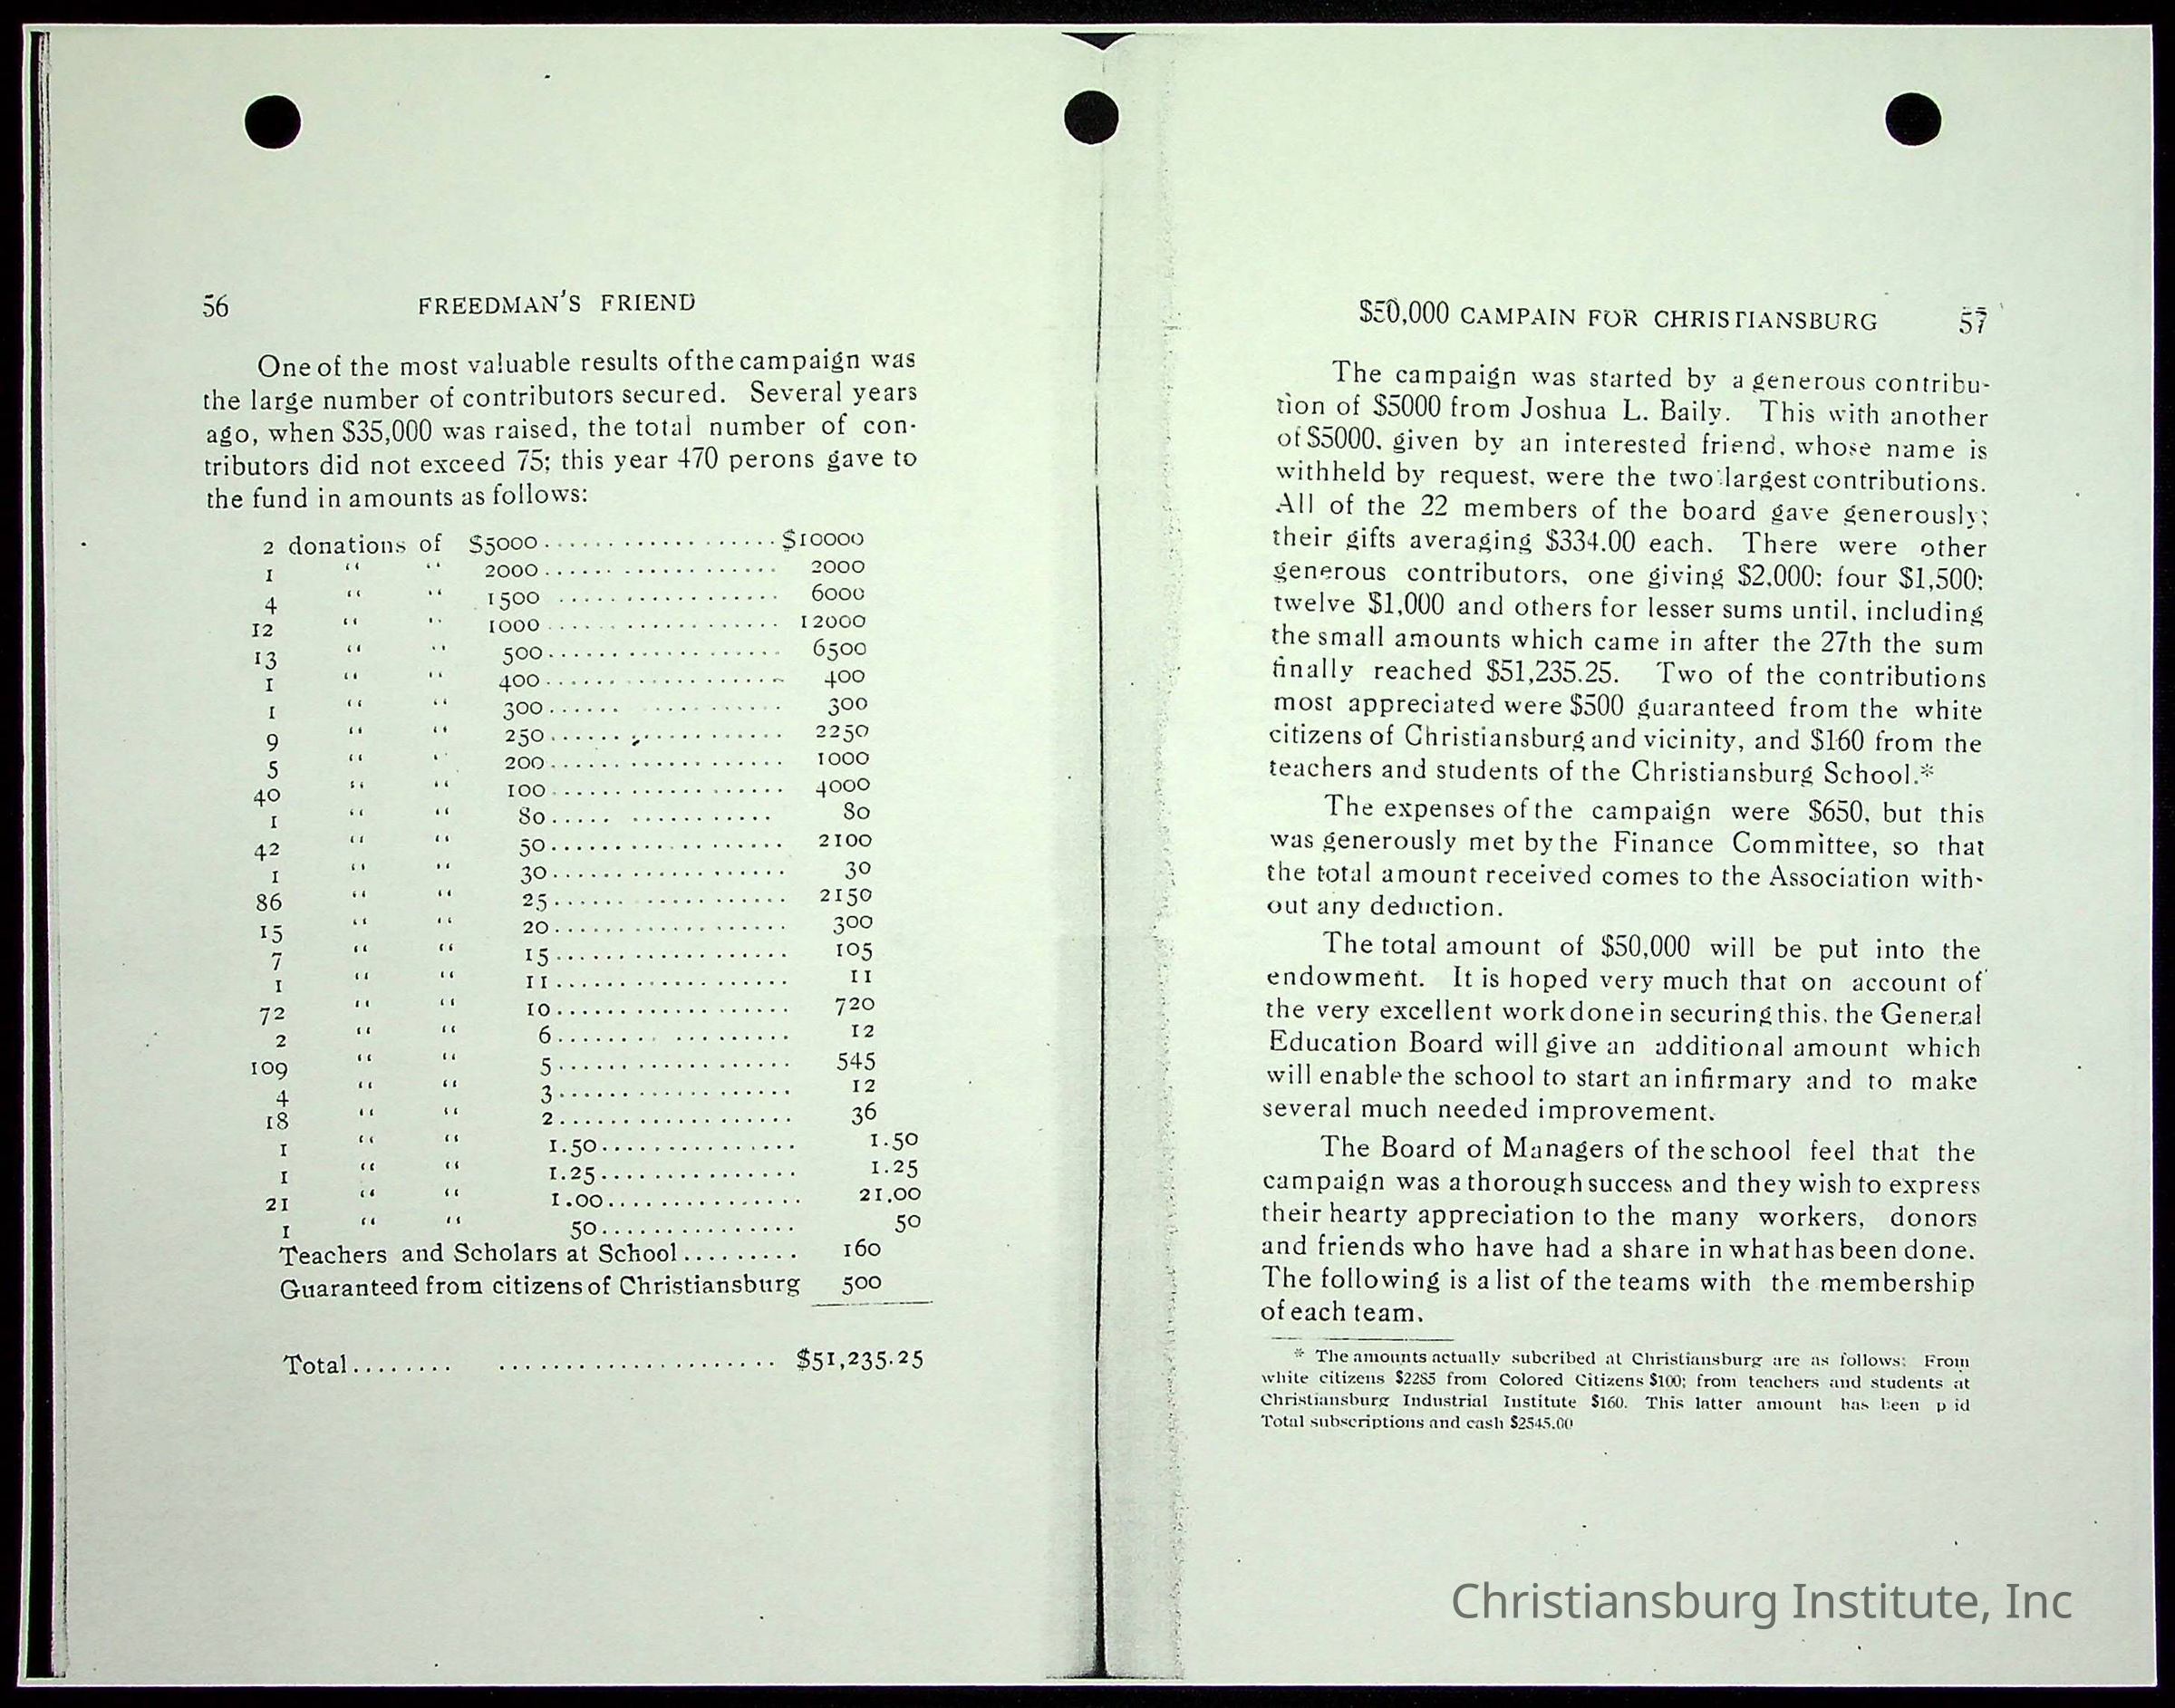 56 FREEDMAN'S FRIEND
One of the most valuable results of the campaign was
the large number of contributors secured. Several years
ago, when $35,000 was raised, the total number of con-
tributors did not exceed 75; this year 470 perons gave to
the fund in amounts as follows:
2 donations of $5000 .................. $10000
1 " " 2000 .................. 2000
4 " " 1500 .................. 6000
12 " " 1000 .................. 12000
13 " " 500 .................. 6500
1 " " 400 .................. 400
1 " " 300 .................. 300
9 " " 250 .................. 2250
5 " " 200 .................. 1000
40 " " 100 .................. 4000
1 " " 80 .................. 80
42 " " 50 .................. 2100
1 " " 30 .................. 30
86 " " 25 .................. 2150
15 " " 20 .................. 300
7 " " 15 .................. 105
1 " " 11 .................. 11
72 " " 10 .................. 720
2 " " 6 .................. 12
109 " " 5 .................. 545
4 " " 3 .................. 12
18 " " 2 .................. 36
1 " " 1.50 ............... 1.50
1 " " 1.25 ............... 1.25
21 " " 1.00 ............... 21.00
1 " " 50 ............... 50
Teachers and Scholars at School ......... 160
Guaranteed from citizens of Christiansburg 500
Total ........ ..................... $51,235.25
$50,000 CAMPAIN FOR CHRISTIANSBURG 57
The campaign was started by a generous contribu-
tion of $5000 from Joshua L. Baily. This with another
of $5000, given by an interested friend, whose name is
withheld by request, were the two largest contributions.
All of the 22 members of the board gave generously;
their gifts averaging $334.00 each. There were other
generous contributors, one giving $2,000; four $1,500;
twelve $1,000 and others for lesser sums until, including
the small amounts which came in after the 27th the sum
finally reached $51,235.25. Two of the contributions
most appreciated were $500 guaranteed from the white
citizens of Christiansburg and vicinity, and $160 from the
teachers and students of the Christiansburg School.*
The expenses of the campaign were $650, but this
was generously met by the Finance Committee, so that
the total amount received comes to the Association with-
out any deduction.
The total amount of $50,000 will be put into the
endowment. It is hoped very much that on account of
the very excellent work done in securing this, the General
Education Board will give an additional amount which
will enable the school to start an infirmary and to make
several much needed improvement.
The Board of Managers of the school feel that the
campaign was a thorough success and they wish to express
their hearty appreciation to the many workers, donors
and friends who have had a share in what has been done.
The following is a list of the teams with the membership
of each team.
* The amounts actually subcribed at Christiansburg are as follows: From
white citizens $2285 from Colored Citizens $100; from teachers and students at
Christiansburg Industrial Institute $160. This latter amount has been p id
Total subscriptions and cash $2545.00
Christiansburg Institute, Inc